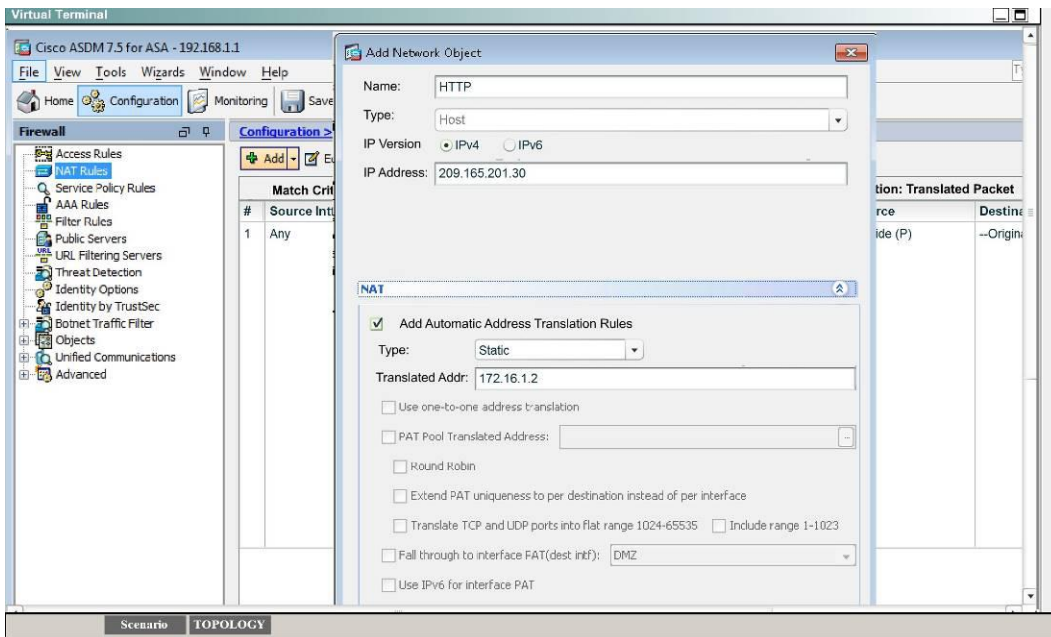 Virtual Terminal
Cisco ASDM 7.5 for ASA - 192.168.1.1
File View Tools Wizards Window Help
Home Configuration Monitoring Save
Firewall
Access Rules
NAT Rules
Service Policy Rules
AAA Rules
Filter Rules
Public Servers
URL Filtering Servers
Threat Detection
Identity Options
Identity by TrustSec
Botnet Traffic Filter
Objects
Unified Communications
Advanced
Configuration >
Add
Match Crit
# Source Int
1 Any
Add Network Object
Name: HTTP
Type: Host
IP Version IPv4 IPv6
IP Address: 209.165.201.30
NAT
Add Automatic Address Translation Rules
Type: Static
Translated Addr: 172.16.1.2
Use one-to-one address translation
PAT Pool Translated Address:
Round Robin
Extend PAT uniqueness to per destination instead of per interface
Translate TCP and UDP ports into flat range 1024-65535 Include range 1-1023
Fall through to interface PAT(dest intf): DMZ
Use IPv6 for interface PAT
tion: Translated Packet
rce Destina
ide (P) --Origina
Scenario TOPOLOGY